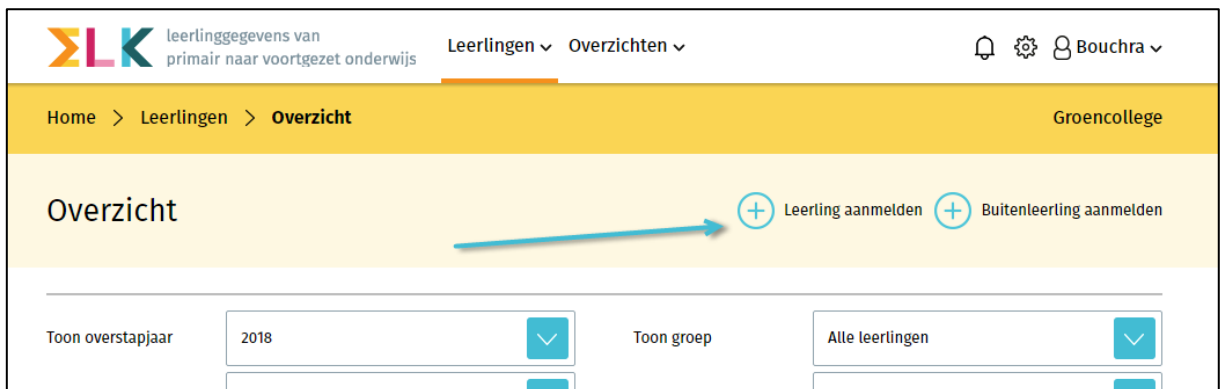 ΣLK leerlinggegevens van
primair naar voortgezet onderwijs
Leerlingen Overzichten Bouchra
Home > Leerlingen > Overzicht Groencollege
Overzicht Leerling aanmelden Buitenleerling aanmelden
Toon overstapjaar 2018 Toon groep Alle leerlingen